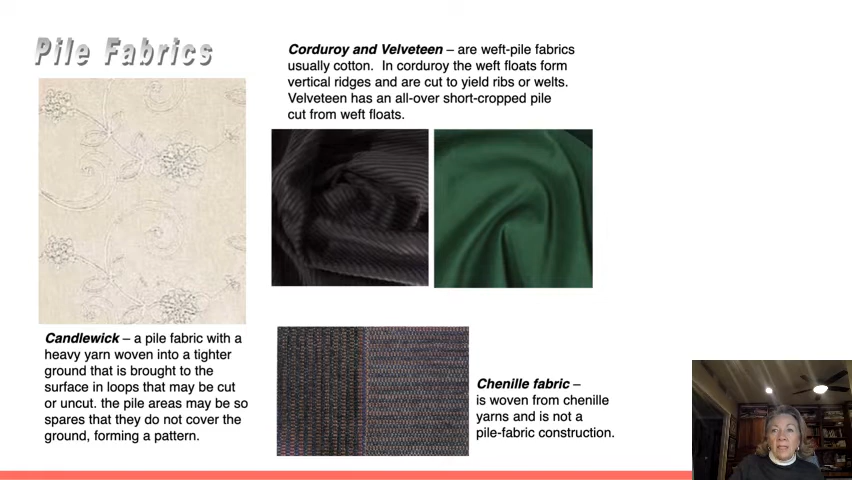 Pile Fabrics
Corduroy and Velveteen – are weft-pile fabrics
usually cotton. In corduroy the weft floats form
vertical ridges and are cut to yield ribs or welts.
Velveteen has an all-over short-cropped pile
cut from weft floats.
Candlewick – a pile fabric with a
heavy yarn woven into a tighter
ground that is brought to the
surface in loops that may be cut
or uncut. the pile areas may be so
spares that they do not cover the
ground, forming a pattern.
Chenille fabric –
is woven from chenille
yarns and is not a
pile-fabric construction.